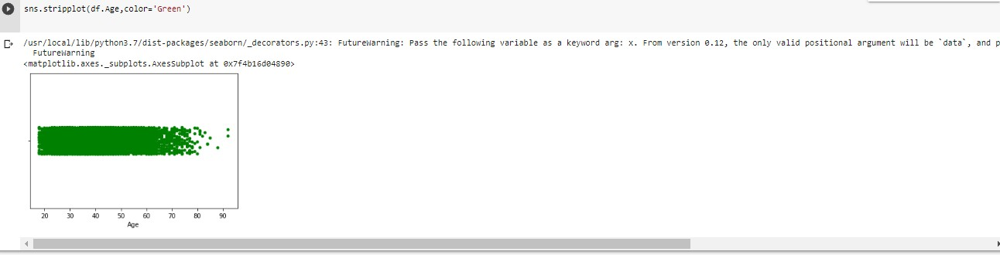 sns.stripplot(df.Age,color='Green')
/usr/local/lib/python3.7/dist-packages/seaborn/_decorators.py:43: FutureWarning: Pass the following variable as a keyword arg: x. From version 0.12, the only valid positional argument will be `data`, and p
FutureWarning
<matplotlib.axes._subplots.AxesSubplot at 0x7f4b16d04890>
20 30 40 50 60 70 80 90
Age